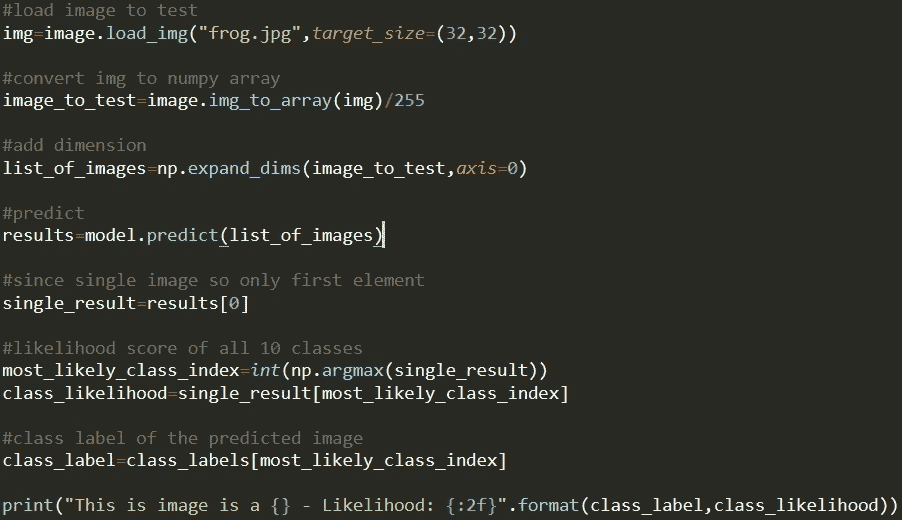 #load image to test
img=image.load_img("frog.jpg",target_size=(32,32))
#convert img to numpy array
image_to_test=image.img_to_array(img)/255
#add dimension
list_of_images=np.expand_dims(image_to_test,axis=0)
#predict
results=model.predict(list_of_images)
#since single image so only first element
single_result=results[0]
#likelihood score of all 10 classes
most_likely_class_index=int(np.argmax(single_result))
class_likelihood=single_result[most_likely_class_index]
#class label of the predicted image
class_label=class_labels[most_likely_class_index]
print("This is image is a {} - Likelihood: {:2f}".format(class_label,class_likelihood))